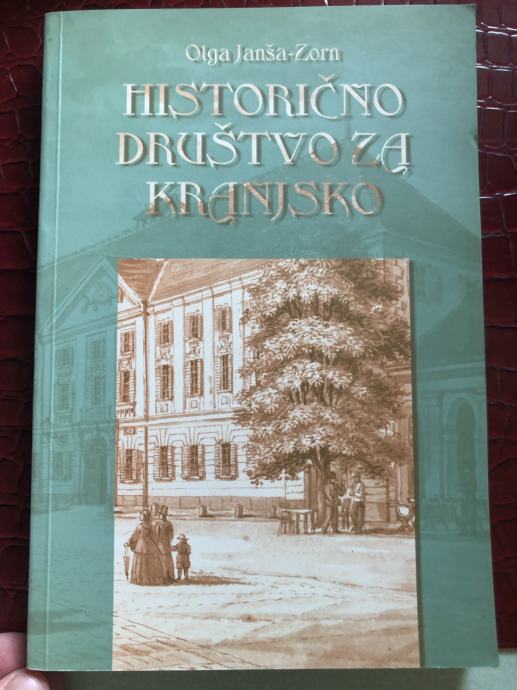 Olga Janša-Zorn
HISTORIČNO
DRUŠTVO ZA
KRANJSKO